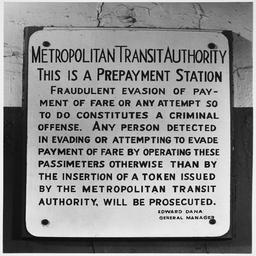 METROPOLITAN TRANSIT AUTHORITY
THIS IS A PREPAYMENT STATION
FRAUDULENT EVASION OF PAY-
MENT OF FARE OR ANY ATTEMPT SO
TO DO CONSTITUTES A CRIMINAL
OFFENSE. ANY PERSON DETECTED
IN EVADING OR ATTEMPTING TO EVADE
PAYMENT OF FARE BY OPERATING THESE
PASSIMETERS OTHERWISE THAN BY
THE INSERTION OF A TOKEN ISSUED
BY THE METROPOLITAN TRANSIT
AUTHORITY, WILL BE PROSECUTED.
EDWARD DANA
GENERAL MANAGER